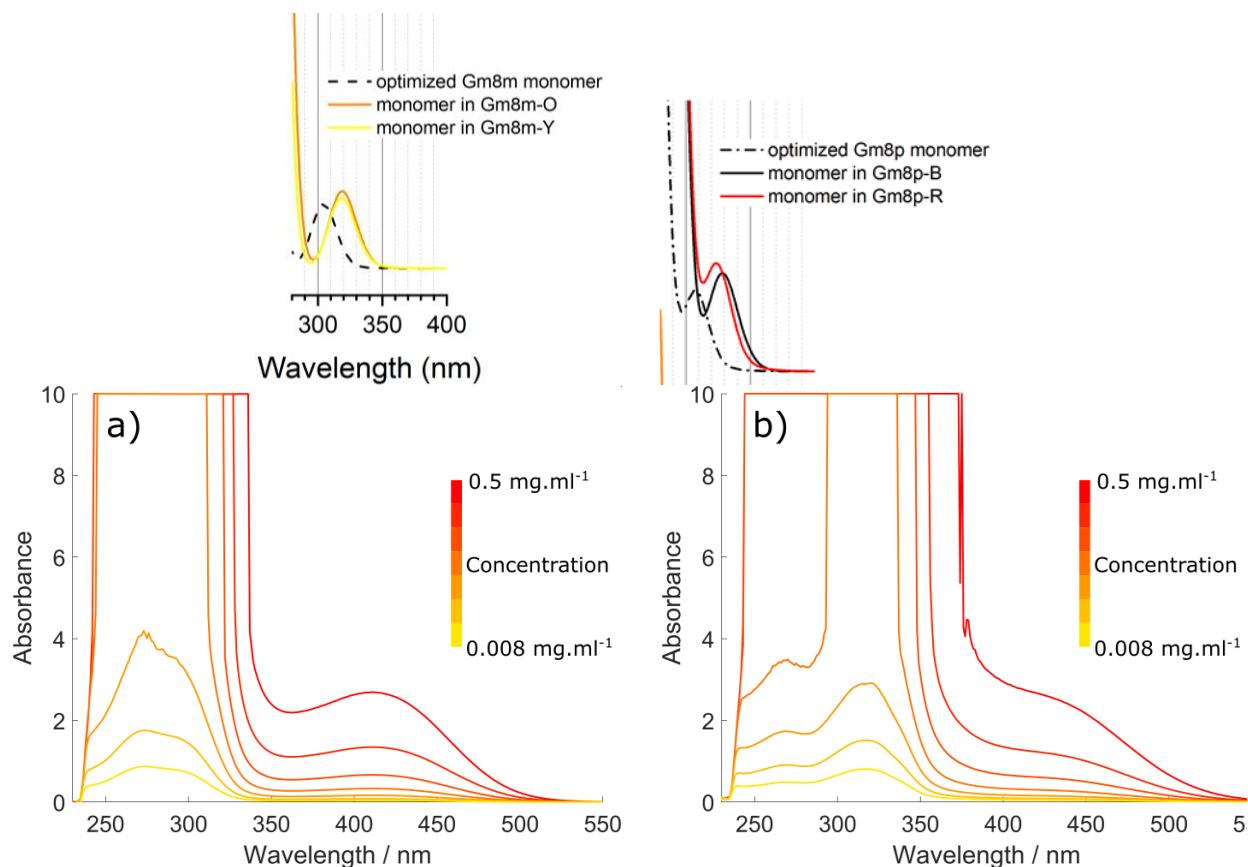 optimized Gm8m monomer
monomer in Gm8m-O
monomer in Gm8m-Y
300 350 400
Wavelength (nm)
optimized Gm8p monomer
monomer in Gm8p-B
monomer in Gm8p-R
a)
10
8
6
4
2
0
Absorbance
0.5 mg.ml⁻¹
Concentration
0.008 mg.ml⁻¹
250 300 350 400 450 500 550
Wavelength / nm
b)
10
8
6
4
2
0
Absorbance
0.5 mg.ml⁻¹
Concentration
0.008 mg.ml⁻¹
250 300 350 400 450 500 55
Wavelength / nm